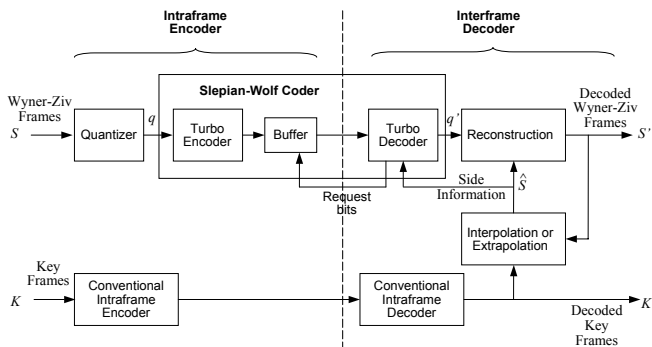 Intraframe
Encoder
Interframe
Decoder
Slepian-Wolf Coder
Wyner-Ziv
Frames
S
Quantizer
q
Turbo
Encoder
Buffer
Turbo
Decoder
q'
Reconstruction
Decoded
Wyner-Ziv
Frames
S'
Request
bits
Side
Information
Ŝ
Interpolation or
Extrapolation
Key
Frames
K
Conventional
Intraframe
Encoder
Conventional
Intraframe
Decoder
Decoded
Key
Frames
K